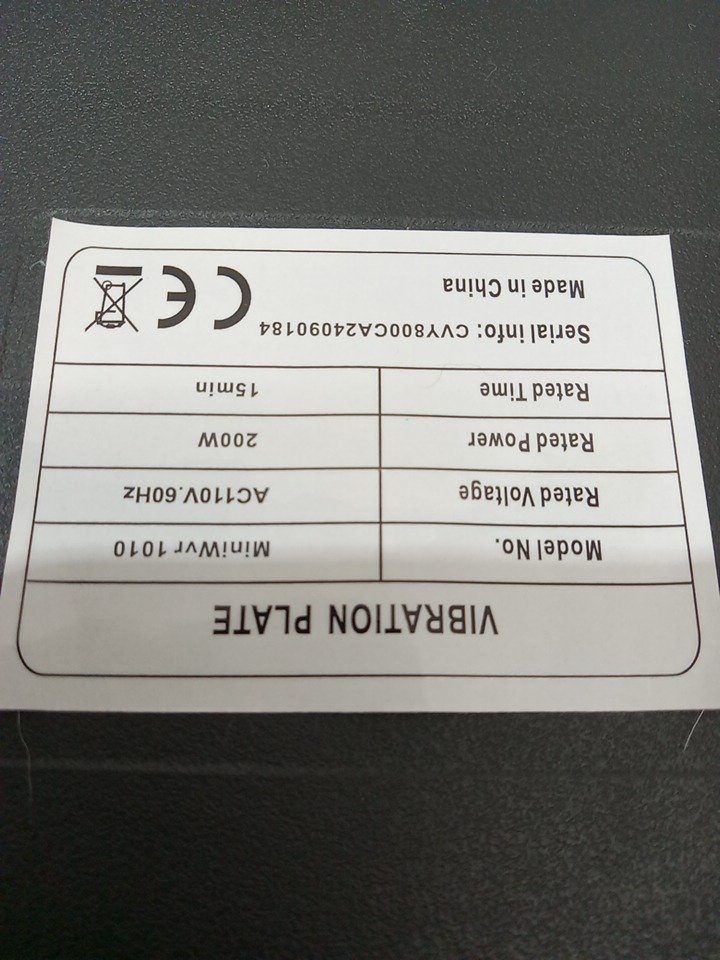 VIBRATION PLATE
Model No. MiniWvr 1010
Rated Voltage AC110V.60Hz
Rated Power 200W
Rated Time 15min
Serial info: CVY800CA24090184
Made in China
CE